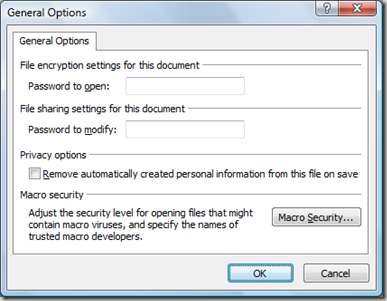 General Options
General Options
File encryption settings for this document
Password to open:
File sharing settings for this document
Password to modify:
Privacy options
Remove automatically created personal information from this file on save
Macro security
Adjust the security level for opening files that might
contain macro viruses, and specify the names of
trusted macro developers.
Macro Security...
OK
Cancel